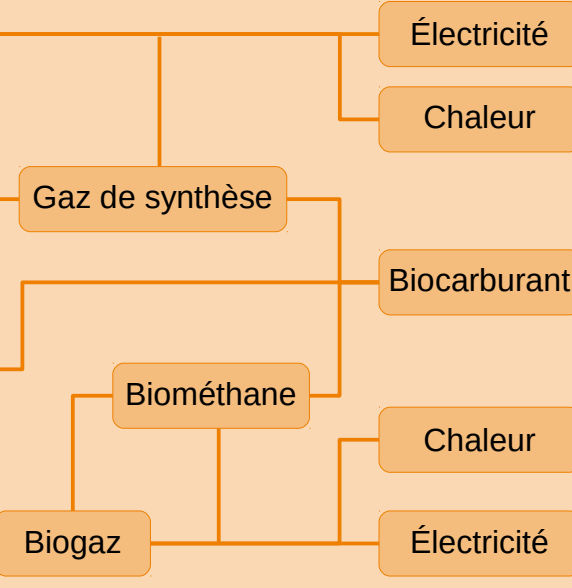 Électricité
Chaleur
Gaz de synthèse
Biocarburant
Biométhane
Chaleur
Biogaz
Électricité